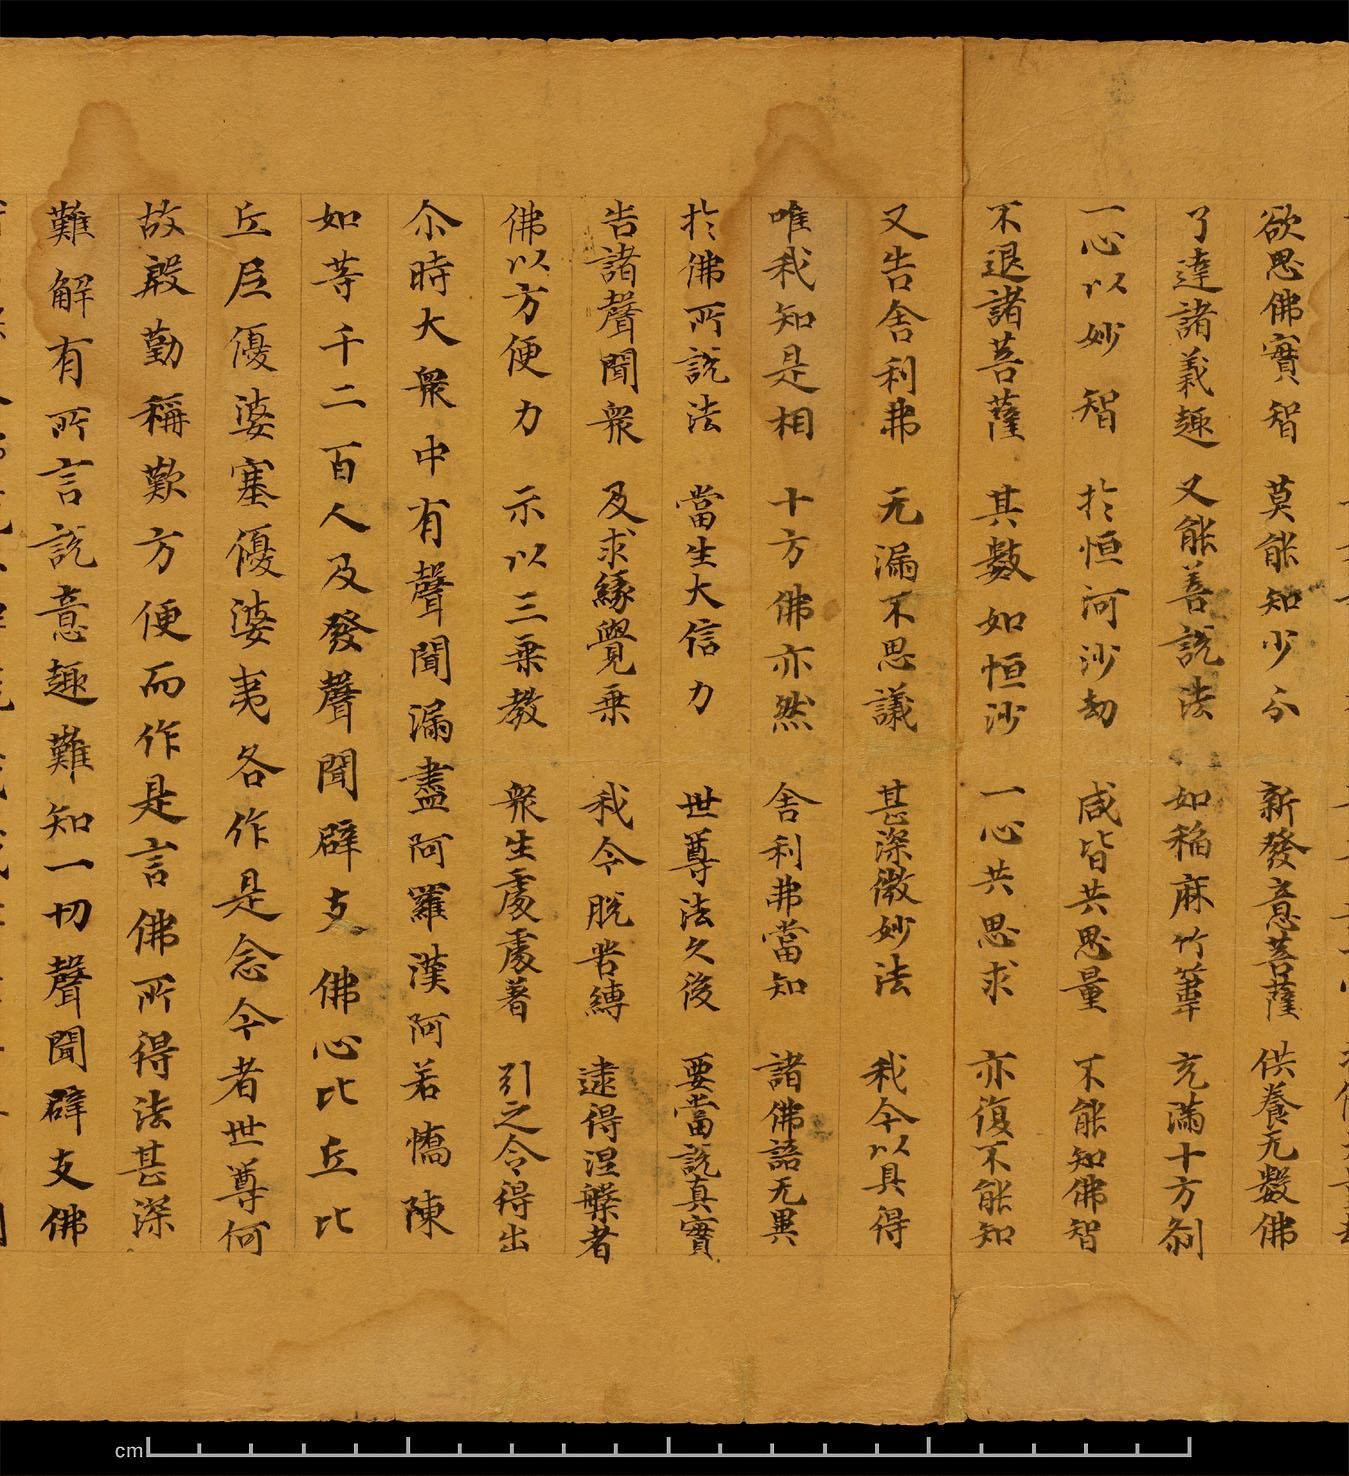 欲思佛實智 莫能知少分 新發意菩薩 供養无數佛
了達諸義趣 又能善説法 如稲麻竹葦 充滿十方刹
一心以妙智 於恒河沙劫 咸皆共思量 不能知佛智
不退諸菩薩 其數如恒沙 一心共思求 亦復不能知
又告舍利弗 无漏不思議 甚深微妙法 我今以具得
唯我知是相 十方佛亦然 舍利弗當知 諸佛語无異
於佛所説法 當生大信力 世尊法久後 要當説真實
告諸聲聞衆 及求縁覺乗 我今脱苦縛 逮得涅槃者
佛以方便力 示以三乗教 衆生處處著 引之令得出
尒時大衆中有聲聞漏盡阿羅漢阿若憍陳
如等千二百人及發聲聞辟支佛心比丘比
丘尼優婆塞優婆夷各作是念今者世尊何
故殷勤稱歎方便而作是言佛所得法甚深
難解有所言説意趣難知一切聲聞辟支佛